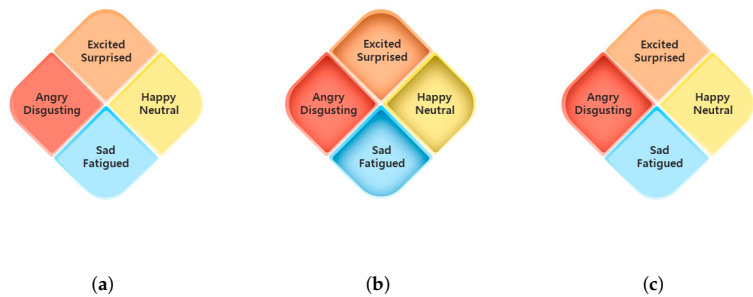 Excited
Surprised
Angry
Disgusting
Happy
Neutral
Sad
Fatigued
(a)
Excited
Surprised
Angry
Disgusting
Happy
Neutral
Sad
Fatigued
(b)
Excited
Surprised
Angry
Disgusting
Happy
Neutral
Sad
Fatigued
(c)